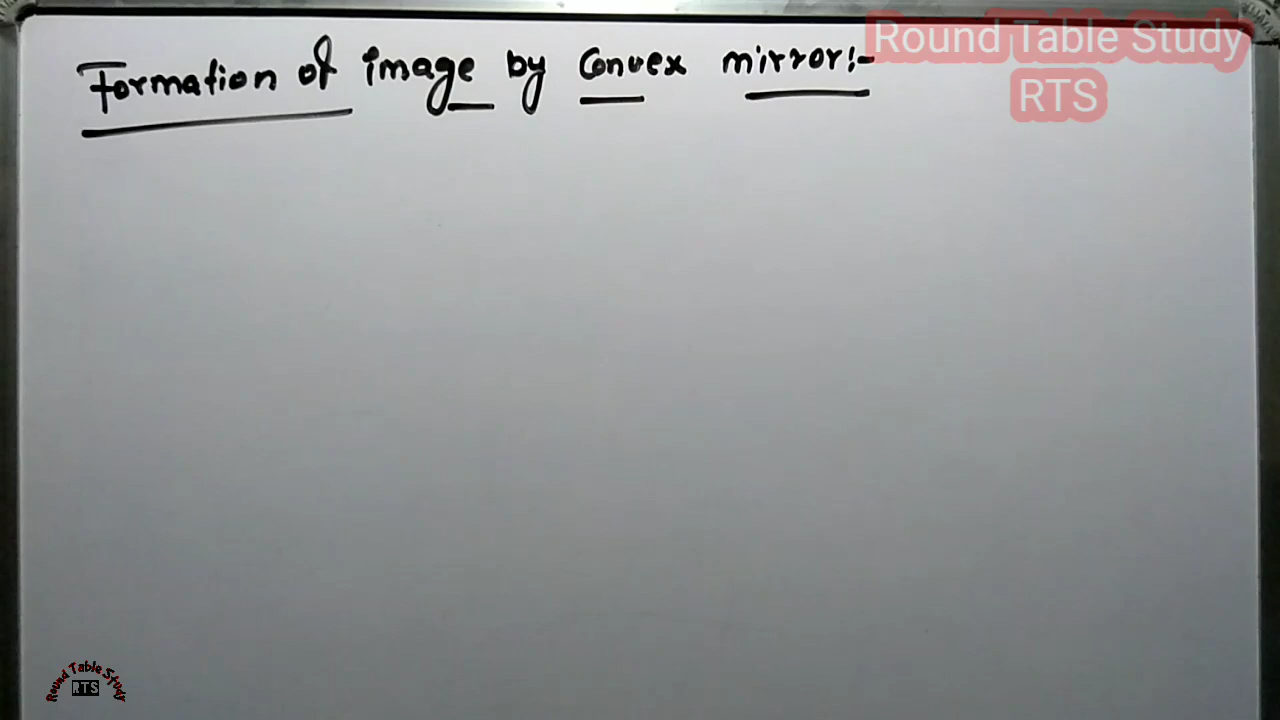 Formation of image by Convex mirror:-
Round Table Study
RTS
Round Table Study
RTS